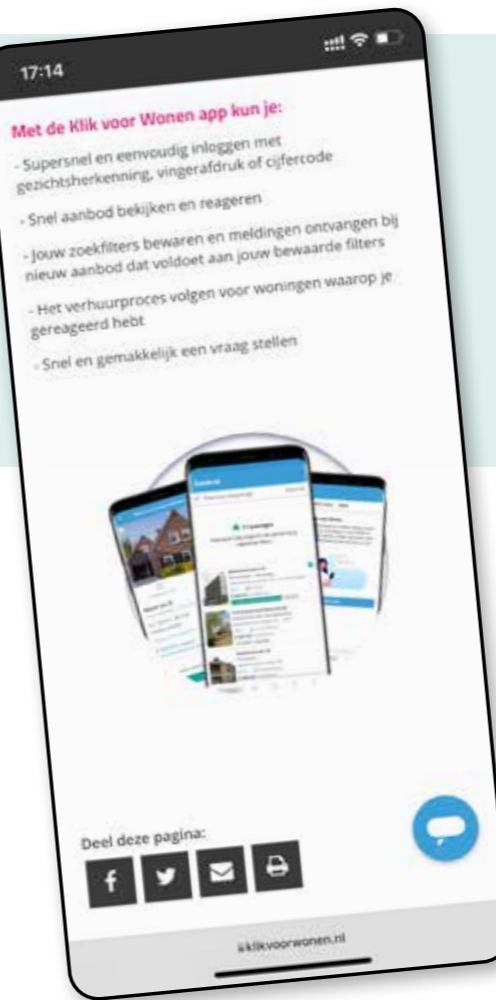 17:14
Met de Klik voor Wonen app kun je:
- Supersnel en eenvoudig inloggen met
gezichtsherkenning, vingerafdruk of cijfercode
- Snel aanbod bekijken en reageren
- Jouw zoekfilters bewaren en meldingen ontvangen bij
nieuw aanbod dat voldoet aan jouw bewaarde filters
- Het verhuurproces volgen voor woningen waarop je
gereageerd hebt
- Snel en gemakkelijk een vraag stellen
Deel deze pagina:
klikvoorwonen.nl